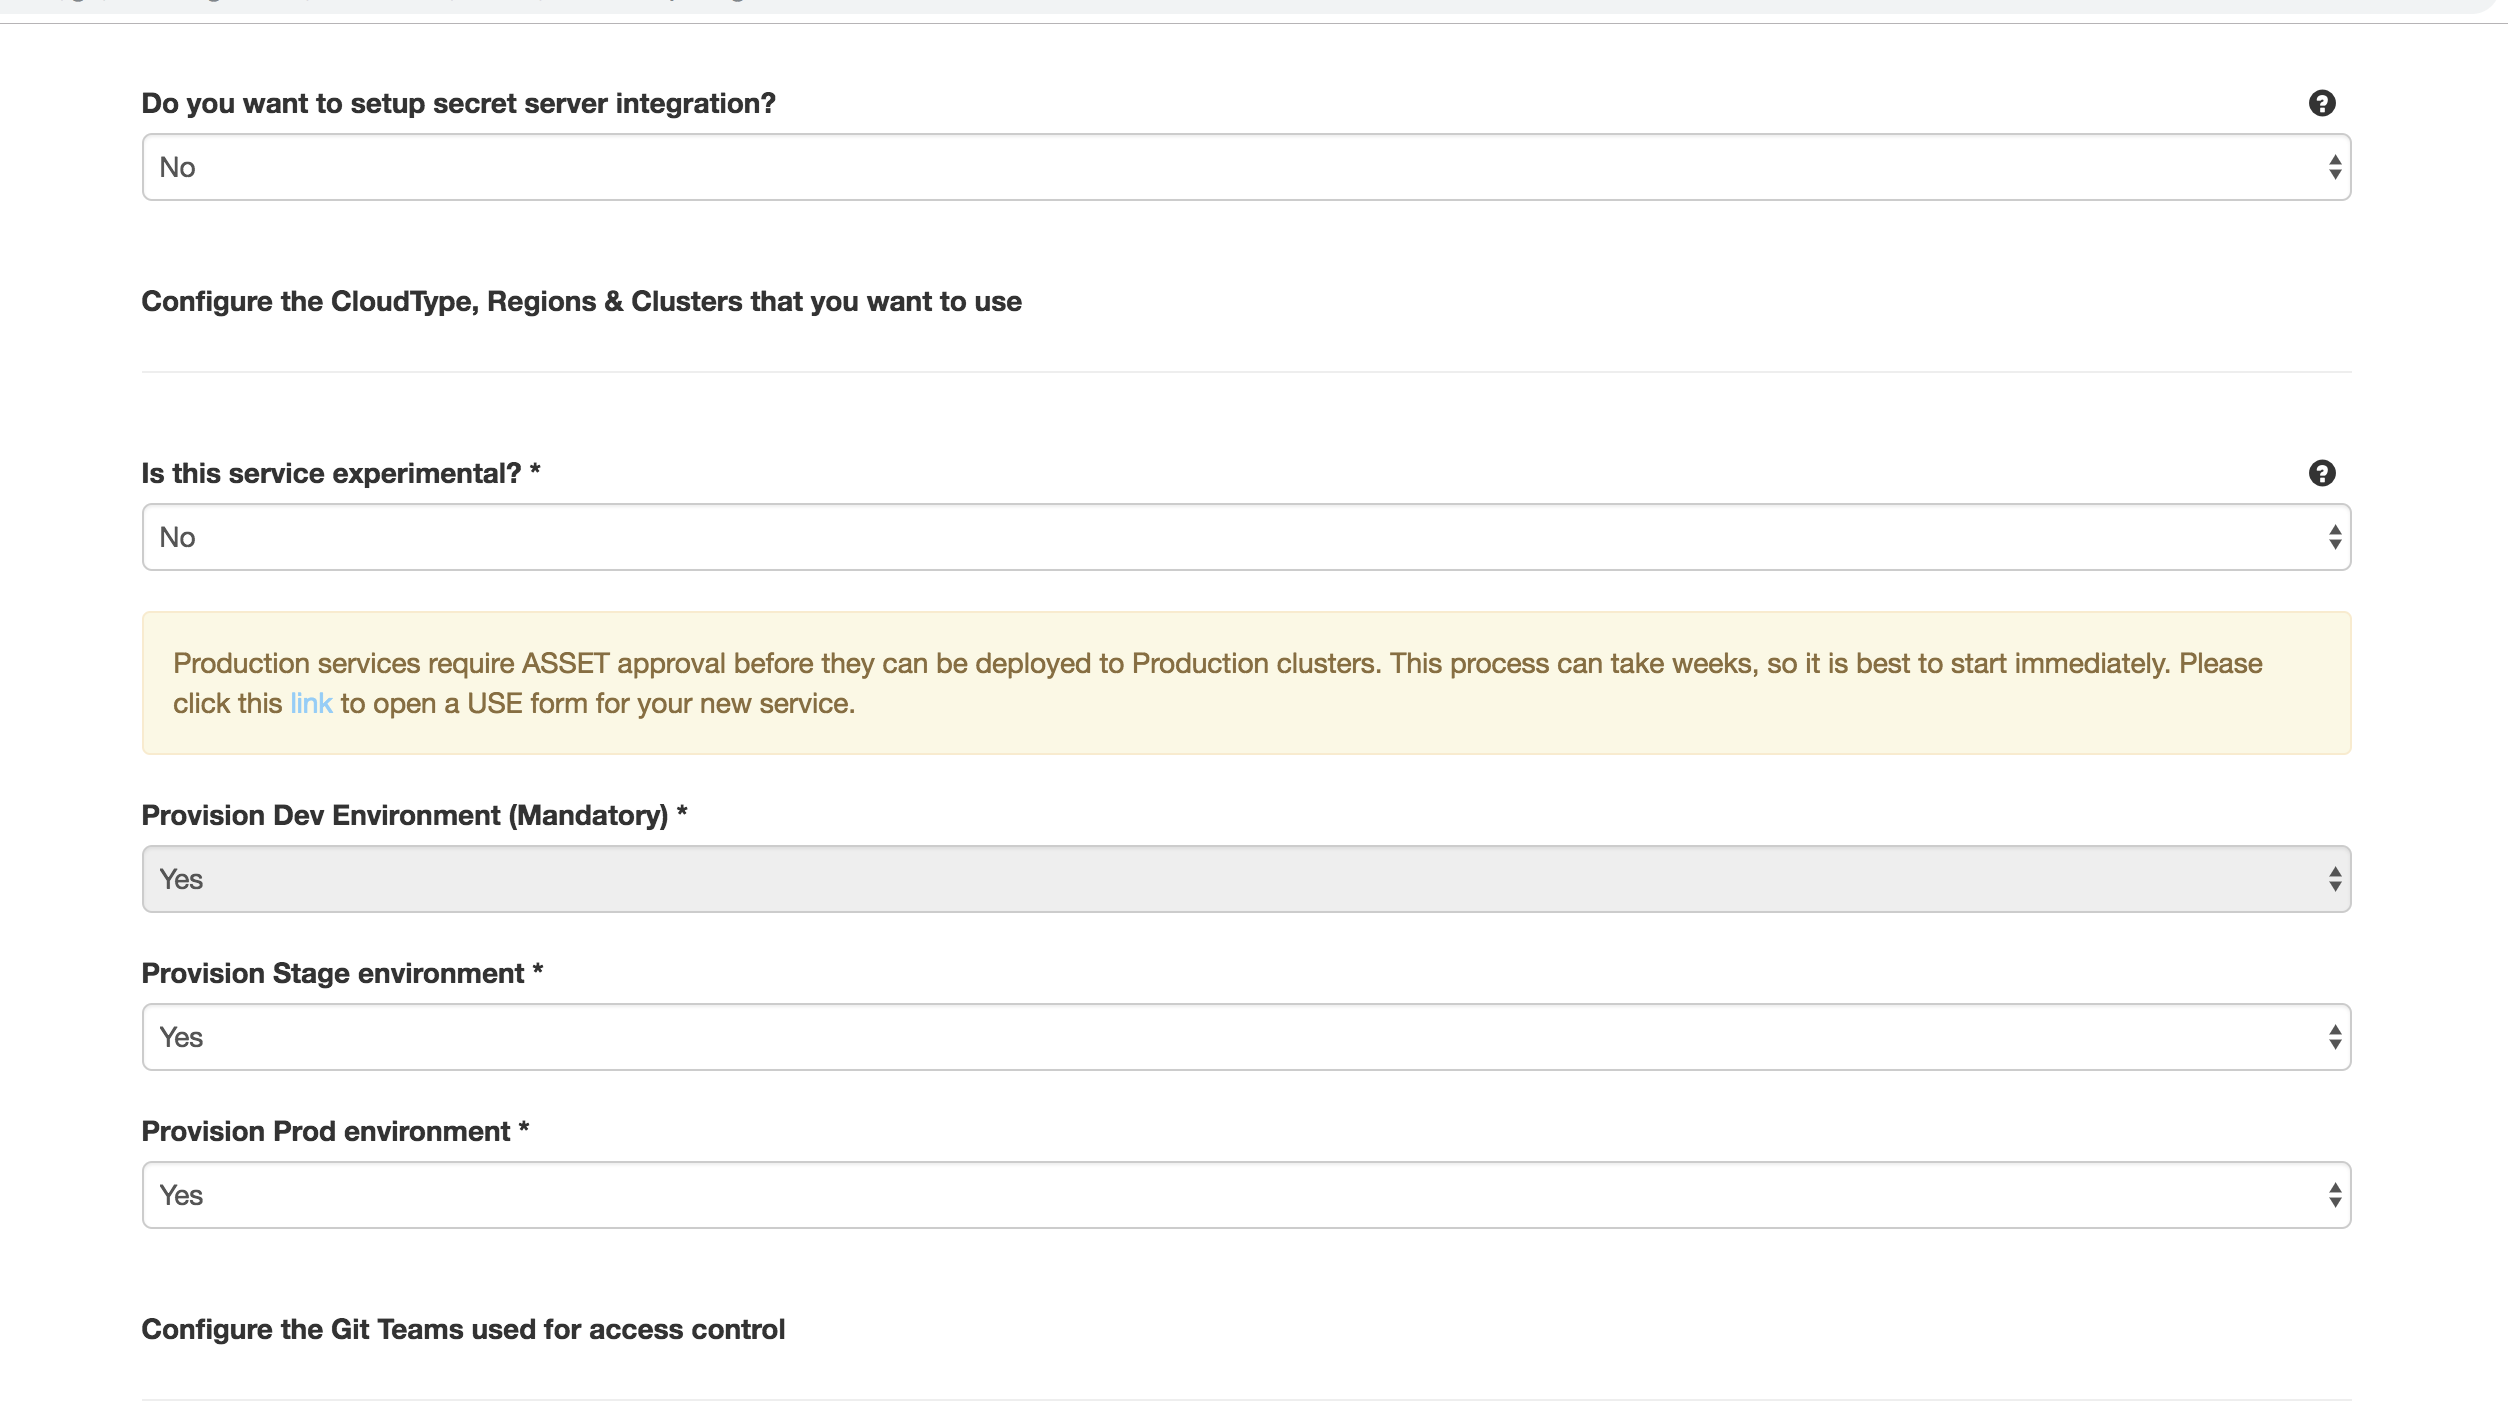 Do you want to setup secret server integration?
No
Configure the CloudType, Regions & Clusters that you want to use
Is this service experimental? *
No
Production services require ASSET approval before they can be deployed to Production clusters. This process can take weeks, so it is best to start immediately. Please
click this link to open a USE form for your new service.
Provision Dev Environment (Mandatory) *
Yes
Provision Stage environment *
Yes
Provision Prod environment *
Yes
Configure the Git Teams used for access control